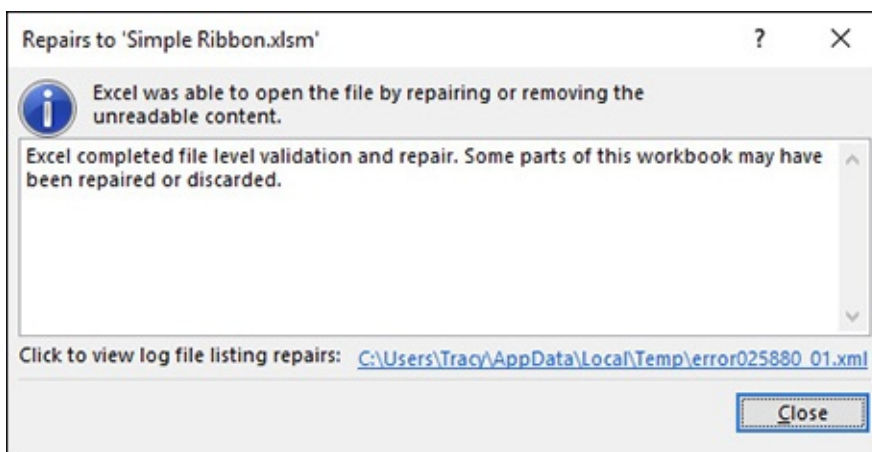 Repairs to 'Simple Ribbon.xlsm'
?
Excel was able to open the file by repairing or removing the
unreadable content.
Excel completed file level validation and repair. Some parts of this workbook may have
been repaired or discarded.
Click to view log file listing repairs: C:\Users\Tracy\AppData\Local\Temp\error025880_01.xml
Close